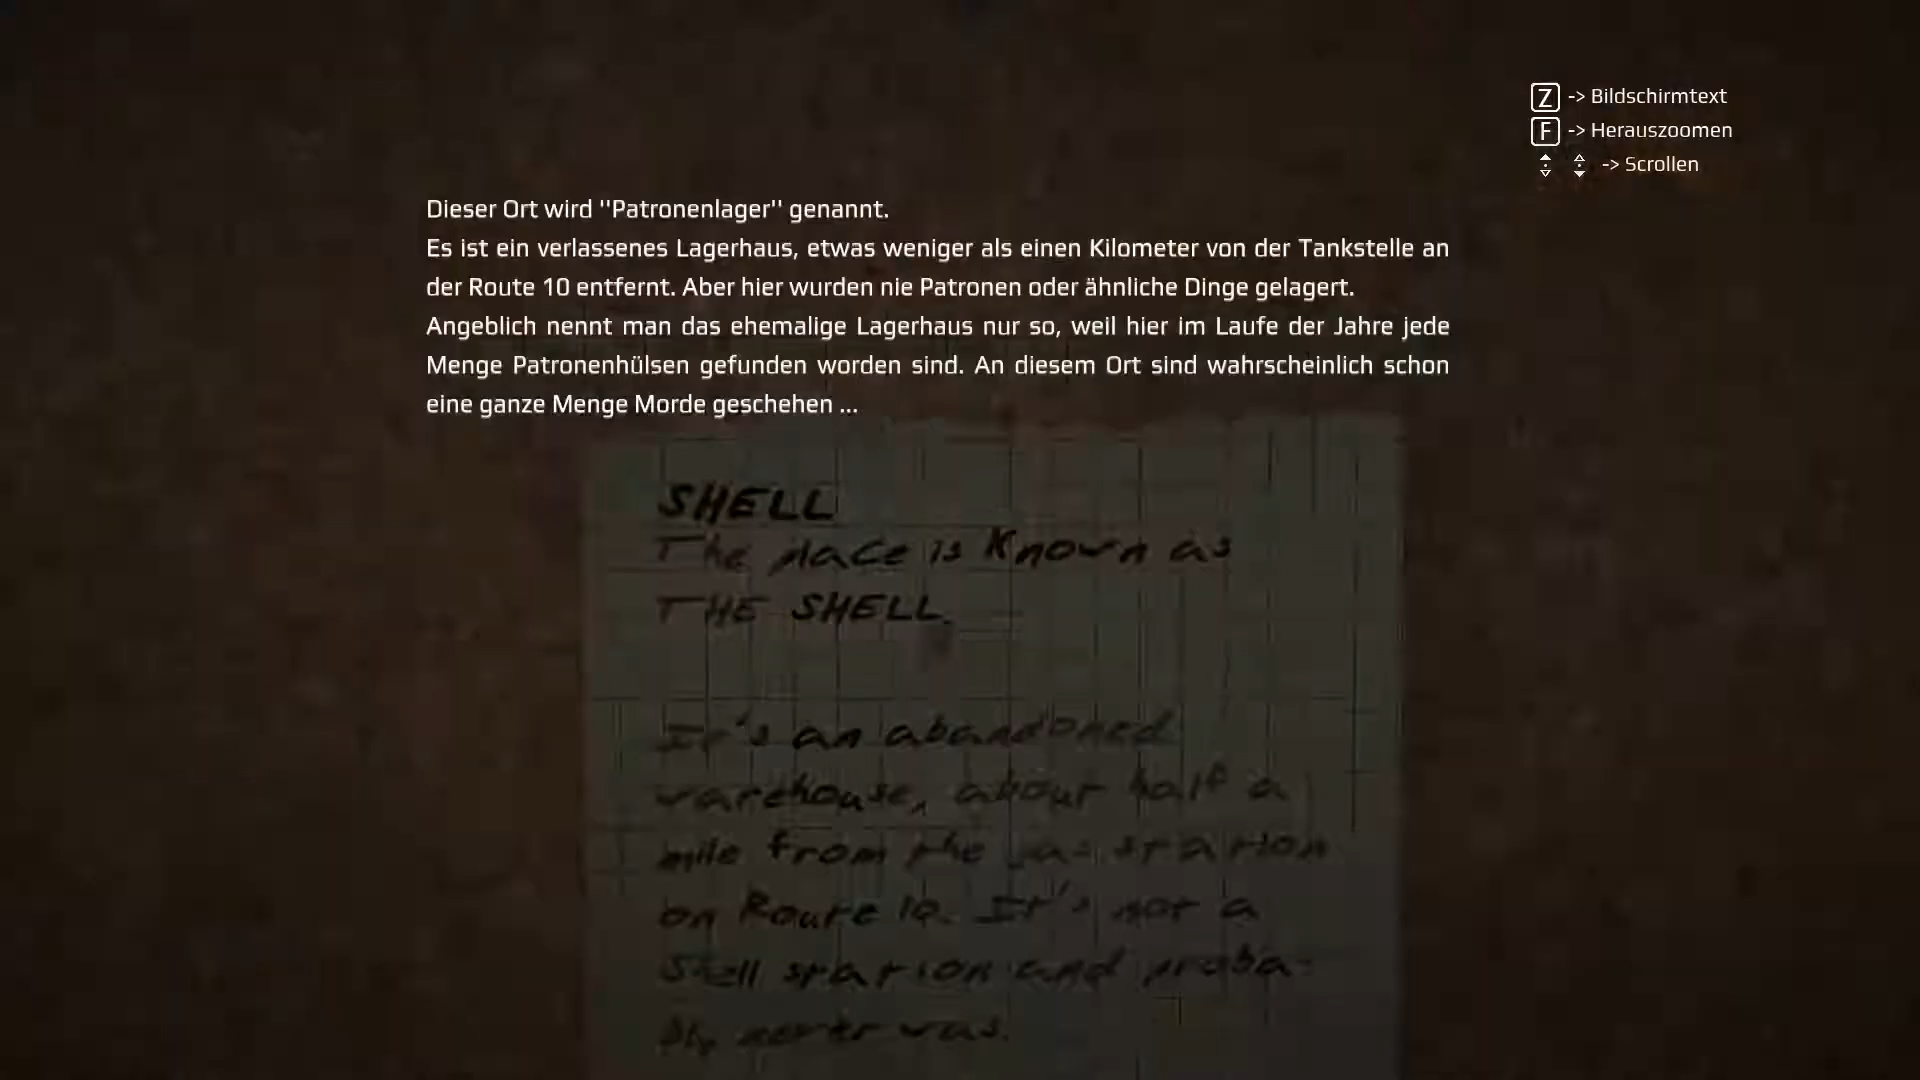 Z -> Bildschirmtext
F -> Herauszoomen
-> Scrollen
Dieser Ort wird "Patronenlager" genannt.
Es ist ein verlassenes Lagerhaus, etwas weniger als einen Kilometer von der Tankstelle an
der Route 10 entfernt. Aber hier wurden nie Patronen oder ähnliche Dinge gelagert.
Angeblich nennt man das ehemalige Lagerhaus nur so, weil hier im Laufe der Jahre jede
Menge Patronenhülsen gefunden worden sind. An diesem Ort sind wahrscheinlich schon
eine ganze Menge Morde geschehen ...
SHELL
The place is known as
THE SHELL.
It's an abandoned
warehouse, about half a
mile from the gas station
on Route 10. It's not a
Shell station and proba-
bly never was.